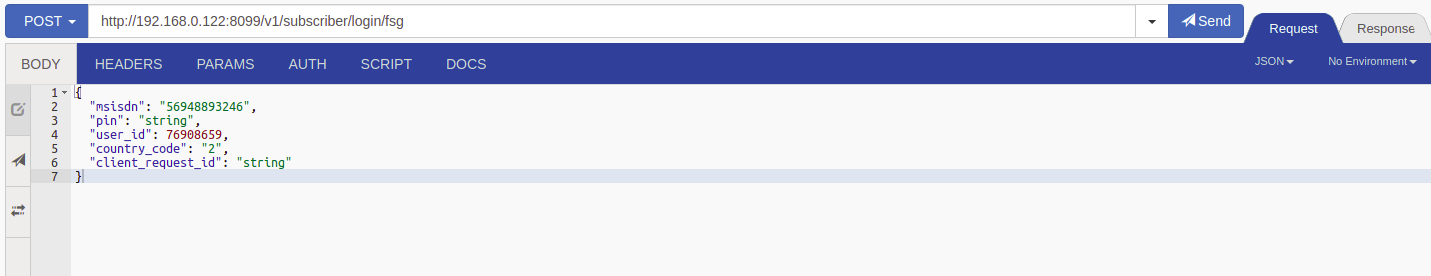 POST http://192.168.0.122:8099/v1/subscriber/login/fsg Send Request Response
BODY HEADERS PARAMS AUTH SCRIPT DOCS JSON No Environment
1 {
2 "msisdn": "56948893246",
3 "pin": "string",
4 "user_id": 76908659,
5 "country_code": "2",
6 "client_request_id": "string"
7 }